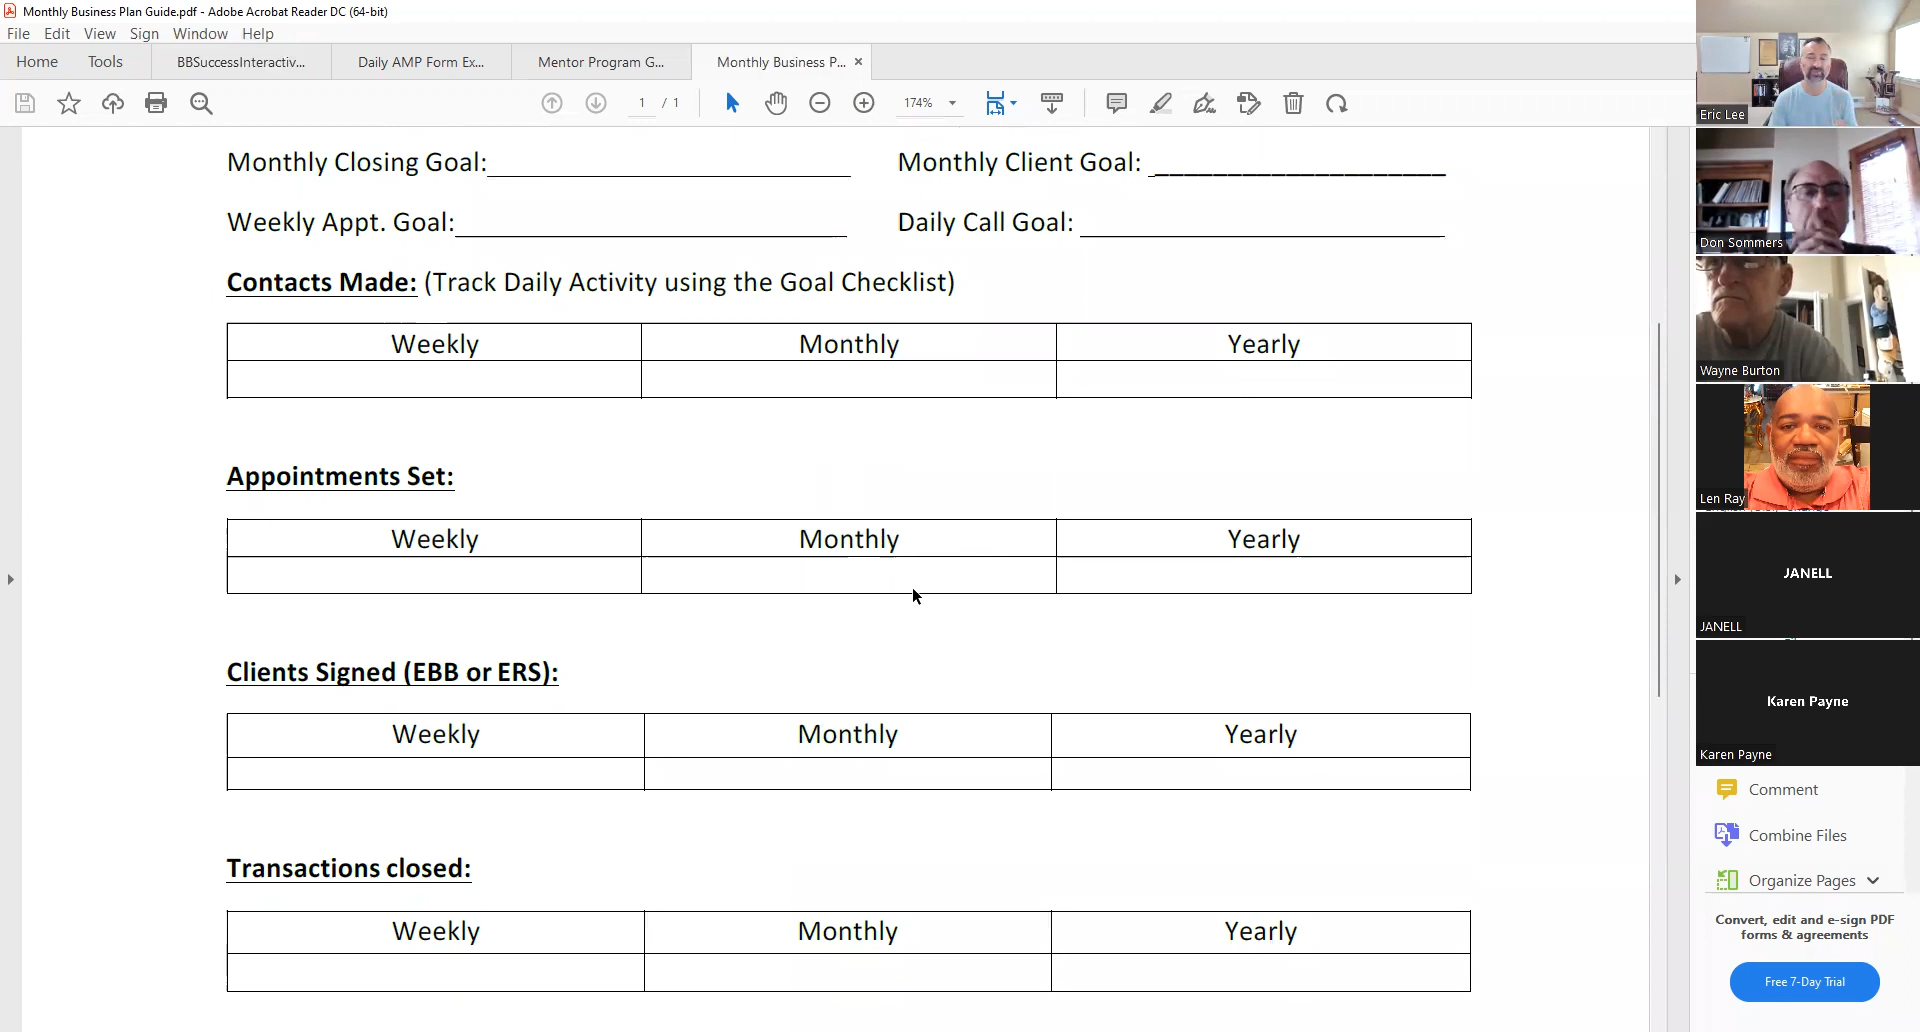 Monthly Business Plan Guide.pdf - Adobe Acrobat Reader DC (64-bit)
File Edit View Sign Window Help
Home Tools BBSuccessInteractiv... Daily AMP Form Ex... Mentor Program G... Monthly Business P... ×
1 / 1 174%
Monthly Closing Goal: Monthly Client Goal:
Weekly Appt. Goal: Daily Call Goal:
Contacts Made: (Track Daily Activity using the Goal Checklist)
Weekly Monthly Yearly
Appointments Set:
Weekly Monthly Yearly
Clients Signed (EBB or ERS):
Weekly Monthly Yearly
Transactions closed:
Weekly Monthly Yearly
Eric Lee
Don Sommers
Wayne Burton
Len Ray
JANELL
JANELL
Karen Payne
Karen Payne
Comment
Combine Files
Organize Pages
Convert, edit and e-sign PDF
forms & agreements
Free 7-Day Trial